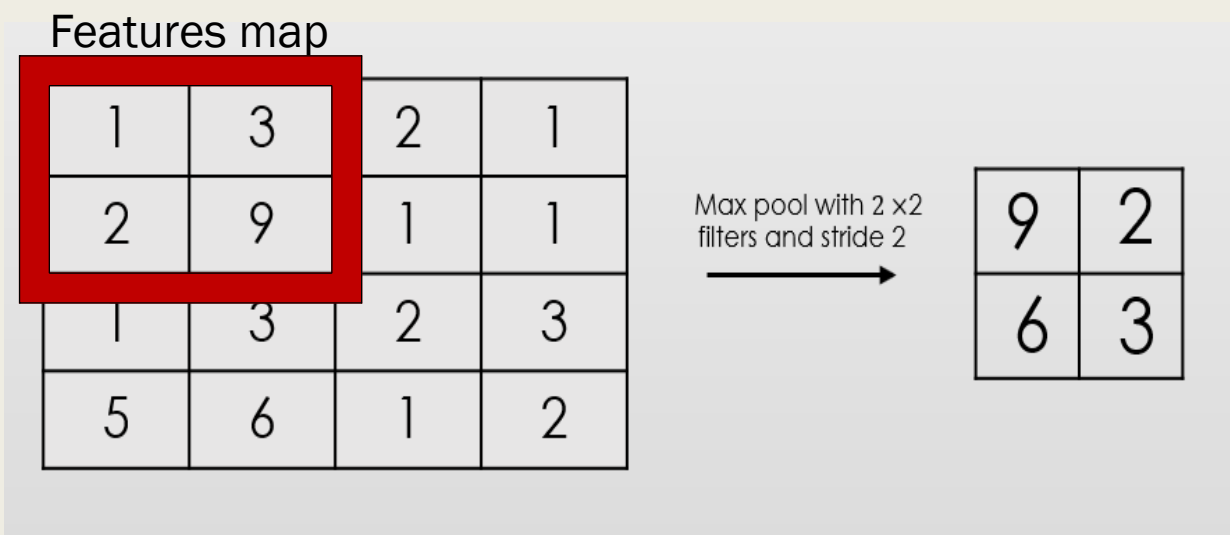 Features map
1 3 2 1
2 9 1 1
1 3 2 3
5 6 1 2
Max pool with 2 ×2
filters and stride 2
9 2
6 3